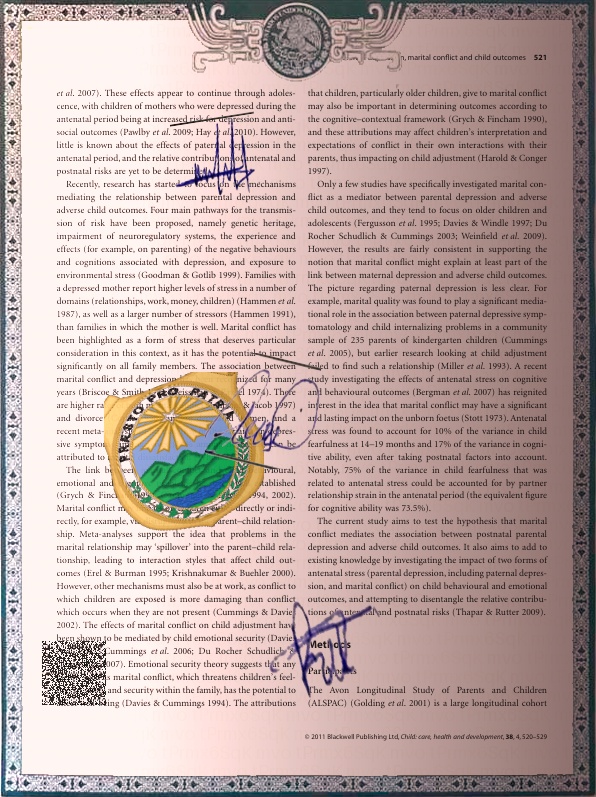 ESTADOS UNIDOS MEXICANOS
n, marital conflict and child outcomes 521
et al. 2007). These effects appear to continue through adoles-
cence, with children of mothers who were depressed during the
antenatal period being at increased risk for depression and anti-
social outcomes (Pawlby et al. 2009; Hay 2010). However,
little is known about the effects of paternal depression in the
antenatal period, and the relative contribution of antenatal and
postnatal risks are yet to be
Recently, research has started to focus on the mechanisms
mediating the relationship between parental depression and
adverse child outcomes. Four main pathways for the transmis-
sion of risk have been proposed, namely genetic heritage,
impairment of neuroregulatory systems, the experience and
effects (for example, on parenting) of the negative behaviours
and cognitions associated with depression, and exposure to
environmental stress (Goodman & Gotlib 1999). Families with
a depressed mother report higher levels of stress in a number of
domains (relationships, work, money, children) (Hammen et al.
1987), as well as a larger number of stressors (Hammen 1991),
than families in which the mother is well. Marital conflict has
been highlighted as a form of stress that deserves particular
consideration in this context, as it has the potential to impact
significantly on all family members. The association between
marital conflict and depression for many
years (Briscoe & Smith 1974). There
are higher ra & Jacob 1997)
and divorce and a
recent meta-
sive sympto be
attributed to
The link
emotional and
(Grych & Finc 1994, 2002).
Marital conflict directly or indi-
rectly, for example, parent–child relation-
ship. Meta-analyses support the idea that problems in the
marital relationship may ‘spillover’ into the parent–child rela-
tionship, leading to interaction styles that affect child out-
comes (Erel & Burman 1995; Krishnakumar & Buehler 2000).
However, other mechanisms must also be at work, as conflict to
which children are exposed is more damaging than conflict
which occurs when they are not present (Cummings & Davie
2002). The effects of marital conflict on child adjustment have
been shown to be mediated by child emotional security (Davie
Cummings et al. 2006; Du Rocher Schudlich &
2007). Emotional security theory suggests that any
marital conflict, which threatens children’s feel-
and security within the family, has the potential to
(Davies & Cummings 1994). The attributions
that children, particularly older children, give to marital conflict
may also be important in determining outcomes according to
the cognitive–contextual framework (Grych & Fincham 1990),
and these attributions may affect children’s interpretation and
expectations of conflict in their own interactions with their
parents, thus impacting on child adjustment (Harold & Conger
1997).
Only a few studies have specifically investigated marital con-
flict as a mediator between parental depression and adverse
child outcomes, and they tend to focus on older children and
adolescents (Fergusson et al. 1995; Davies & Windle 1997; Du
Rocher Schudlich & Cummings 2003; Weinfield et al. 2009).
However, the results are fairly consistent in supporting the
notion that marital conflict might explain at least part of the
link between maternal depression and adverse child outcomes.
The picture regarding paternal depression is less clear. For
example, marital quality was found to play a significant media-
tional role in the association between paternal depressive symp-
tomatology and child internalizing problems in a community
sample of 235 parents of kindergarten children (Cummings
et al. 2005), but earlier research looking at child adjustment
failed to find such a relationship (Miller et al. 1993). A recent
study investigating the effects of antenatal stress on cognitive
and behavioural outcomes (Bergman et al. 2007) has reignited
interest in the idea that marital conflict may have a significant
and lasting impact on the unborn foetus (Stott 1973). Antenatal
stress was found to account for 10% of the variance in child
fearfulness at 14–19 months and 17% of the variance in cogni-
tive ability, even after taking postnatal factors into account.
Notably, 75% of the variance in child fearfulness that was
related to antenatal stress could be accounted for by partner
relationship strain in the antenatal period (the equivalent figure
for cognitive ability was 73.5%).
The current study aims to test the hypothesis that marital
conflict mediates the association between postnatal parental
depression and adverse child outcomes. It also aims to add to
existing knowledge by investigating the impact of two forms of
antenatal stress (parental depression, including paternal depres-
sion, and marital conflict) on child behavioural and emotional
outcomes, and attempting to disentangle the relative contribu-
tions of antenatal and postnatal risks (Thapar & Rutter 2009).
Methods
Participants
The Avon Longitudinal Study of Parents and Children
(ALSPAC) (Golding et al. 2001) is a large longitudinal cohort
© 2011 Blackwell Publishing Ltd, Child: care, health and development, 38, 4, 520–529